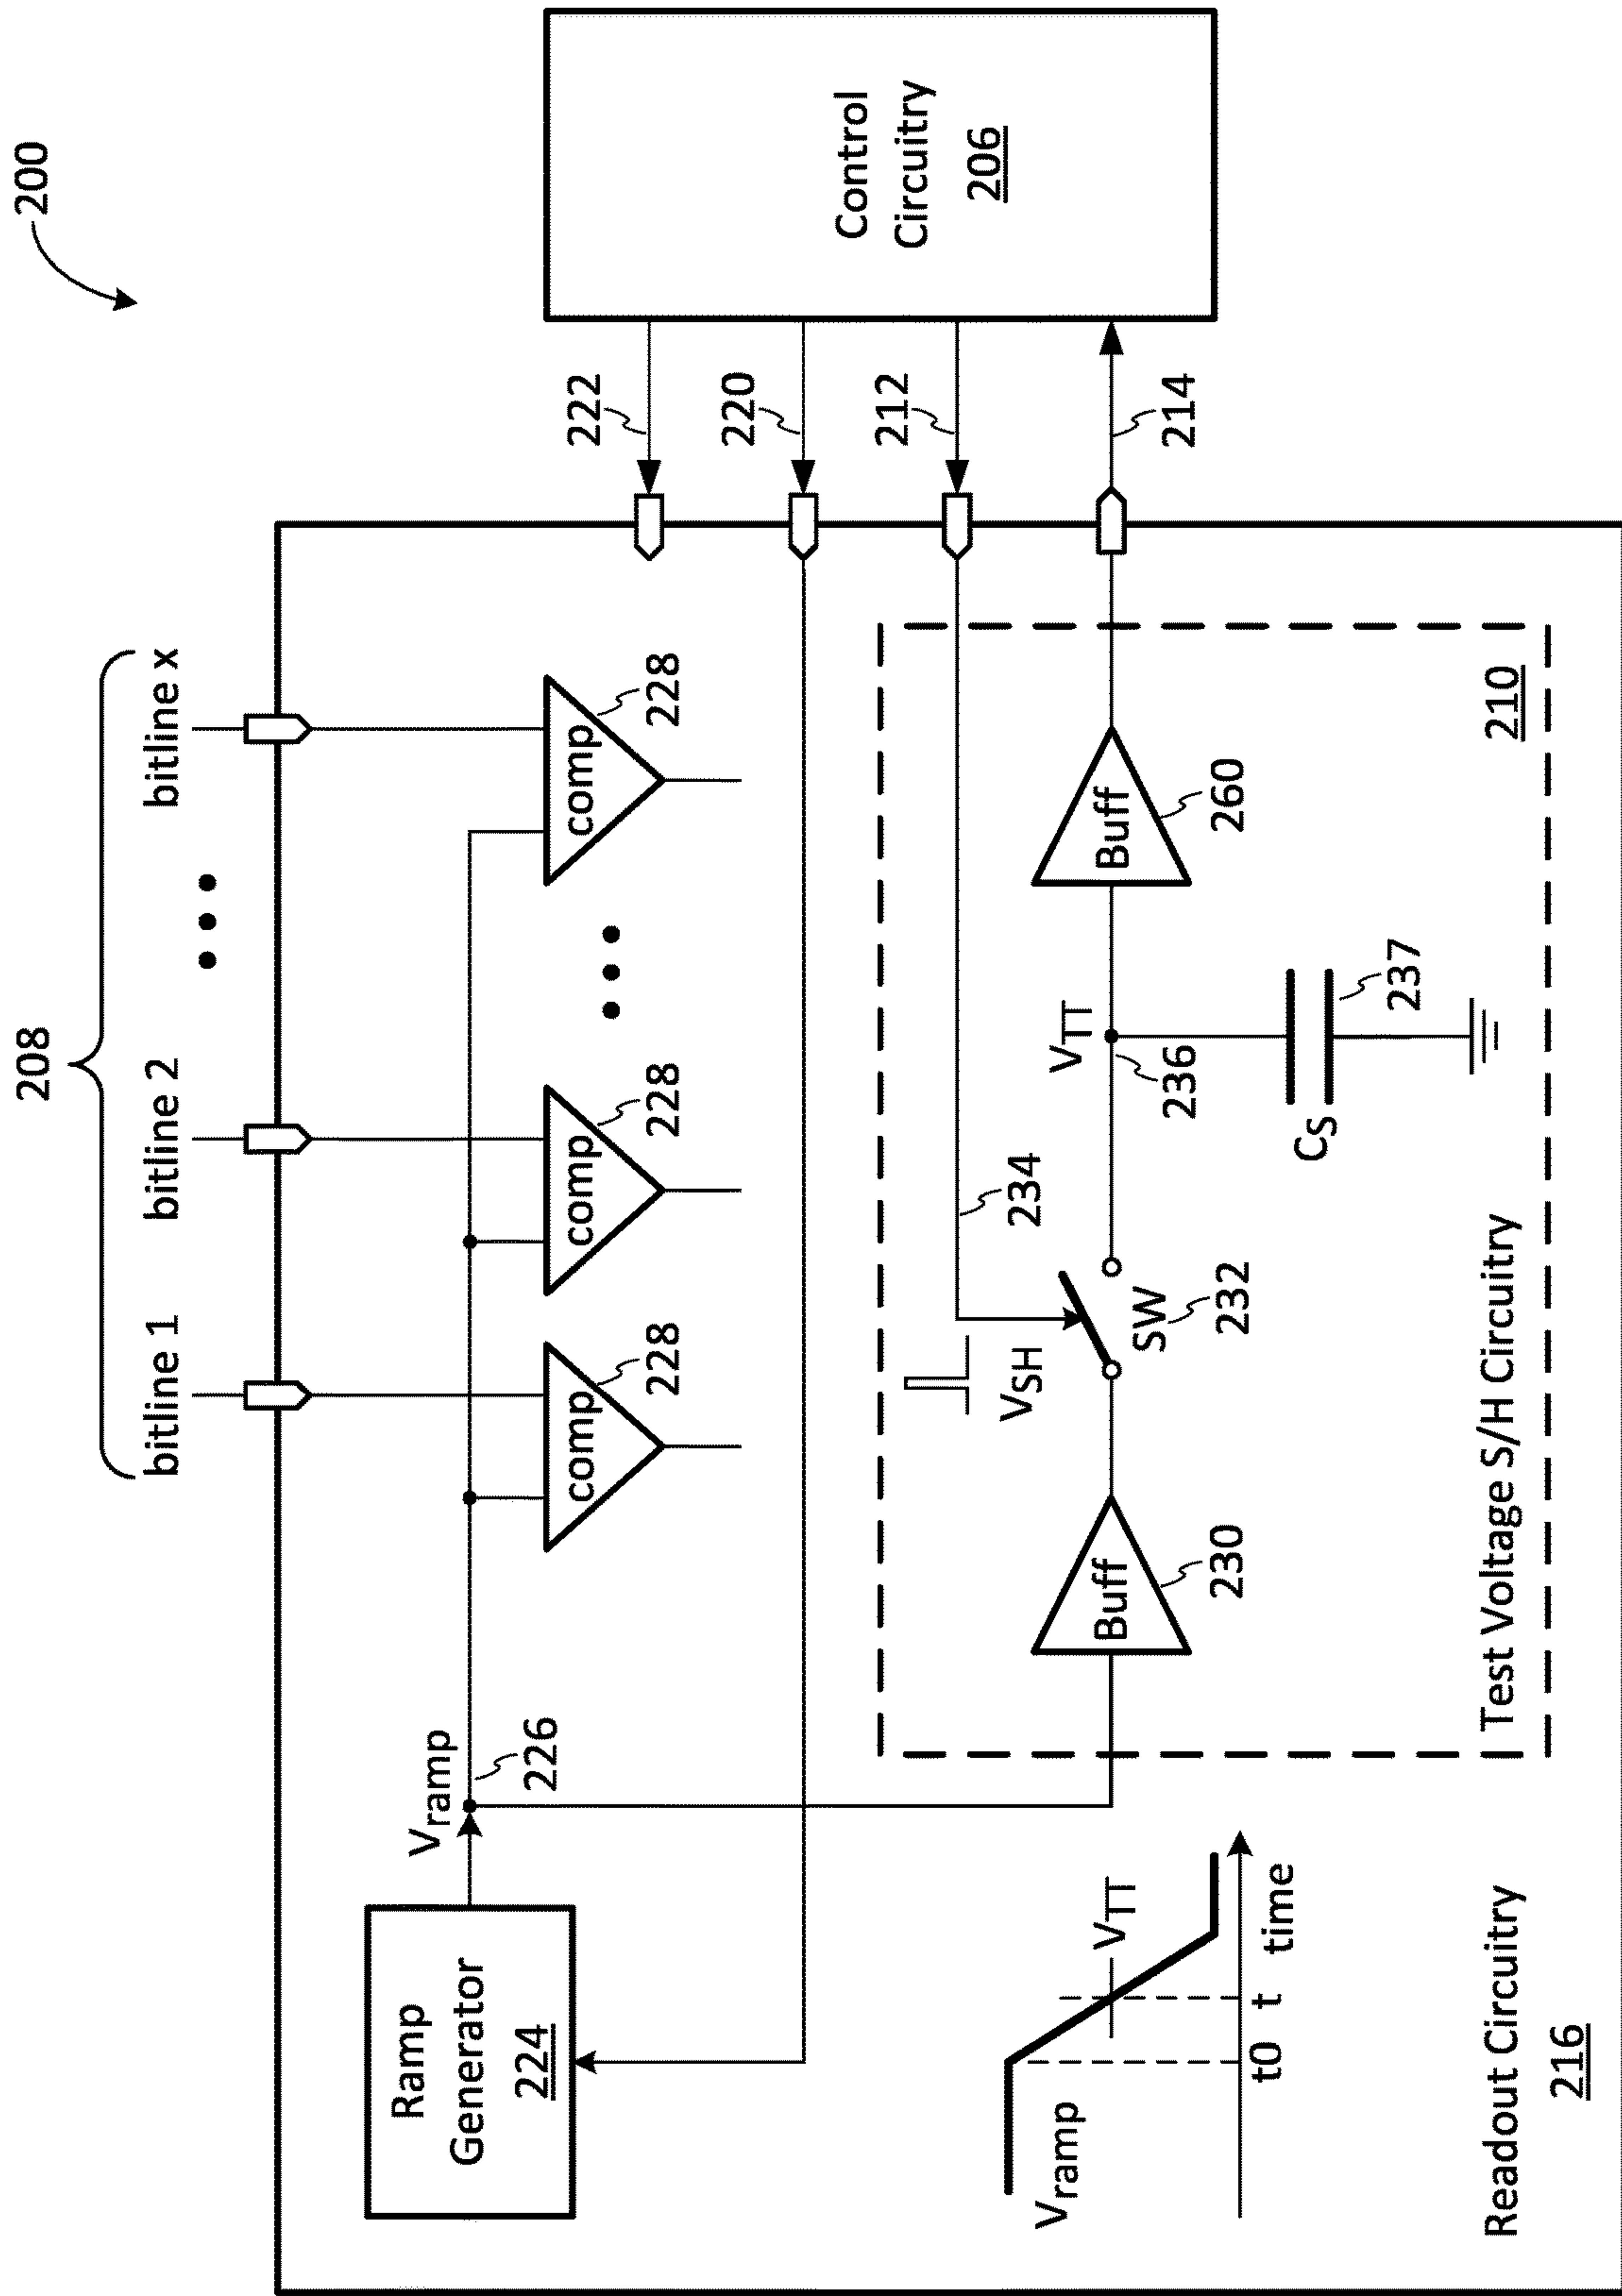 200
208
bitline 1
bitline 2
bitline x
Ramp
Generator
224
Vramp
226
comp
228
comp
228
comp
228
222
220
212
214
Control
Circuitry
206
VSH
234
Buff
230
SW
232
VTT
236
CS
237
Buff
260
Test Voltage S/H Circuitry
210
Vramp
VTT
t0
t
time
Readout Circuitry
216